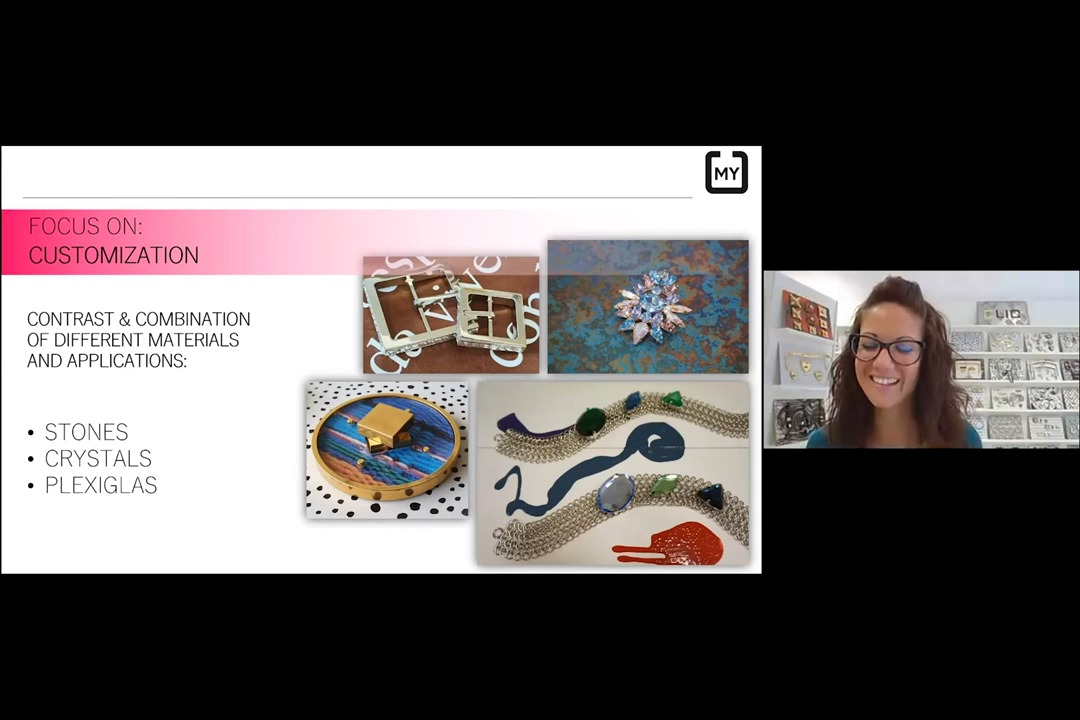 MY
FOCUS ON:
CUSTOMIZATION
CONTRAST & COMBINATION
OF DIFFERENT MATERIALS
AND APPLICATIONS:
• STONES
• CRYSTALS
• PLEXIGLAS